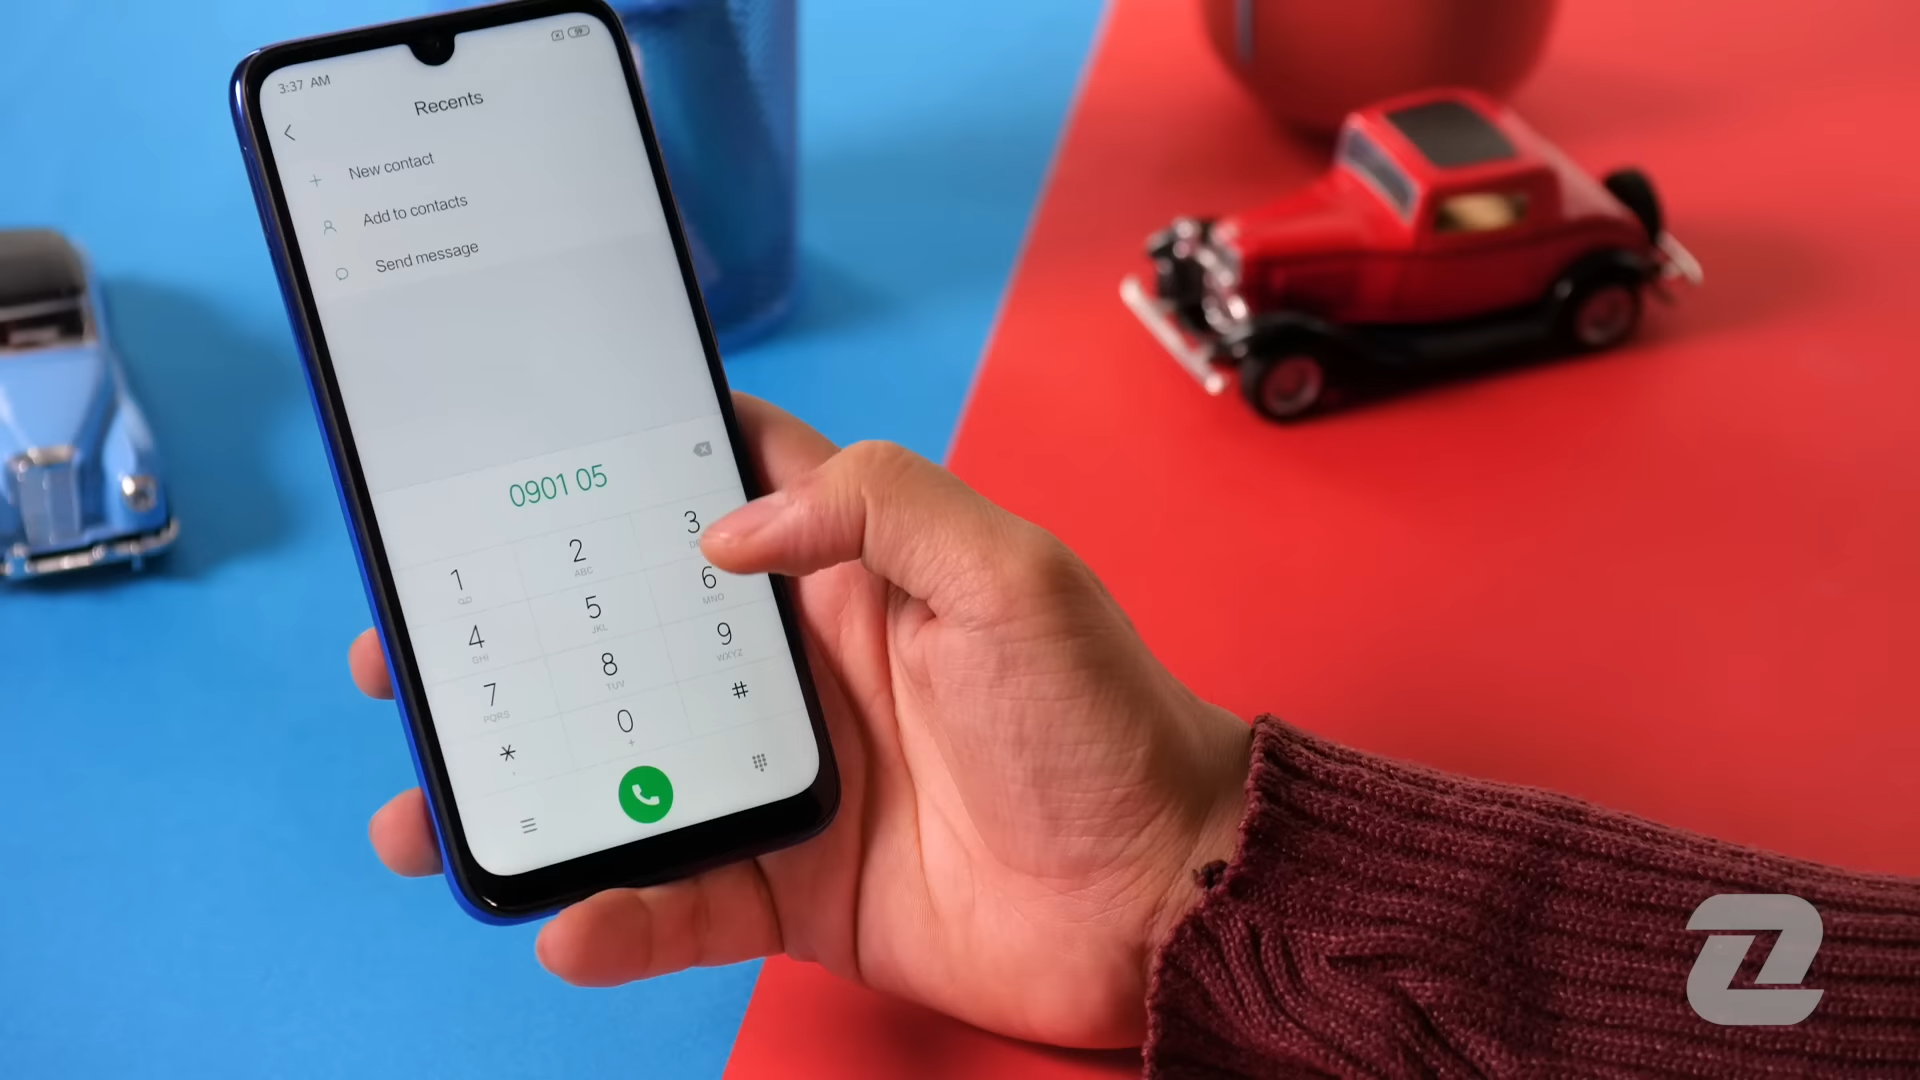 3:37 AM
59
Recents
New contact
Add to contacts
Send message
0901 05
1
2
ABC
3
4
GHI
5
JKL
6
MNO
7
PQRS
8
TUV
9
WXYZ
*
,
0
+
#